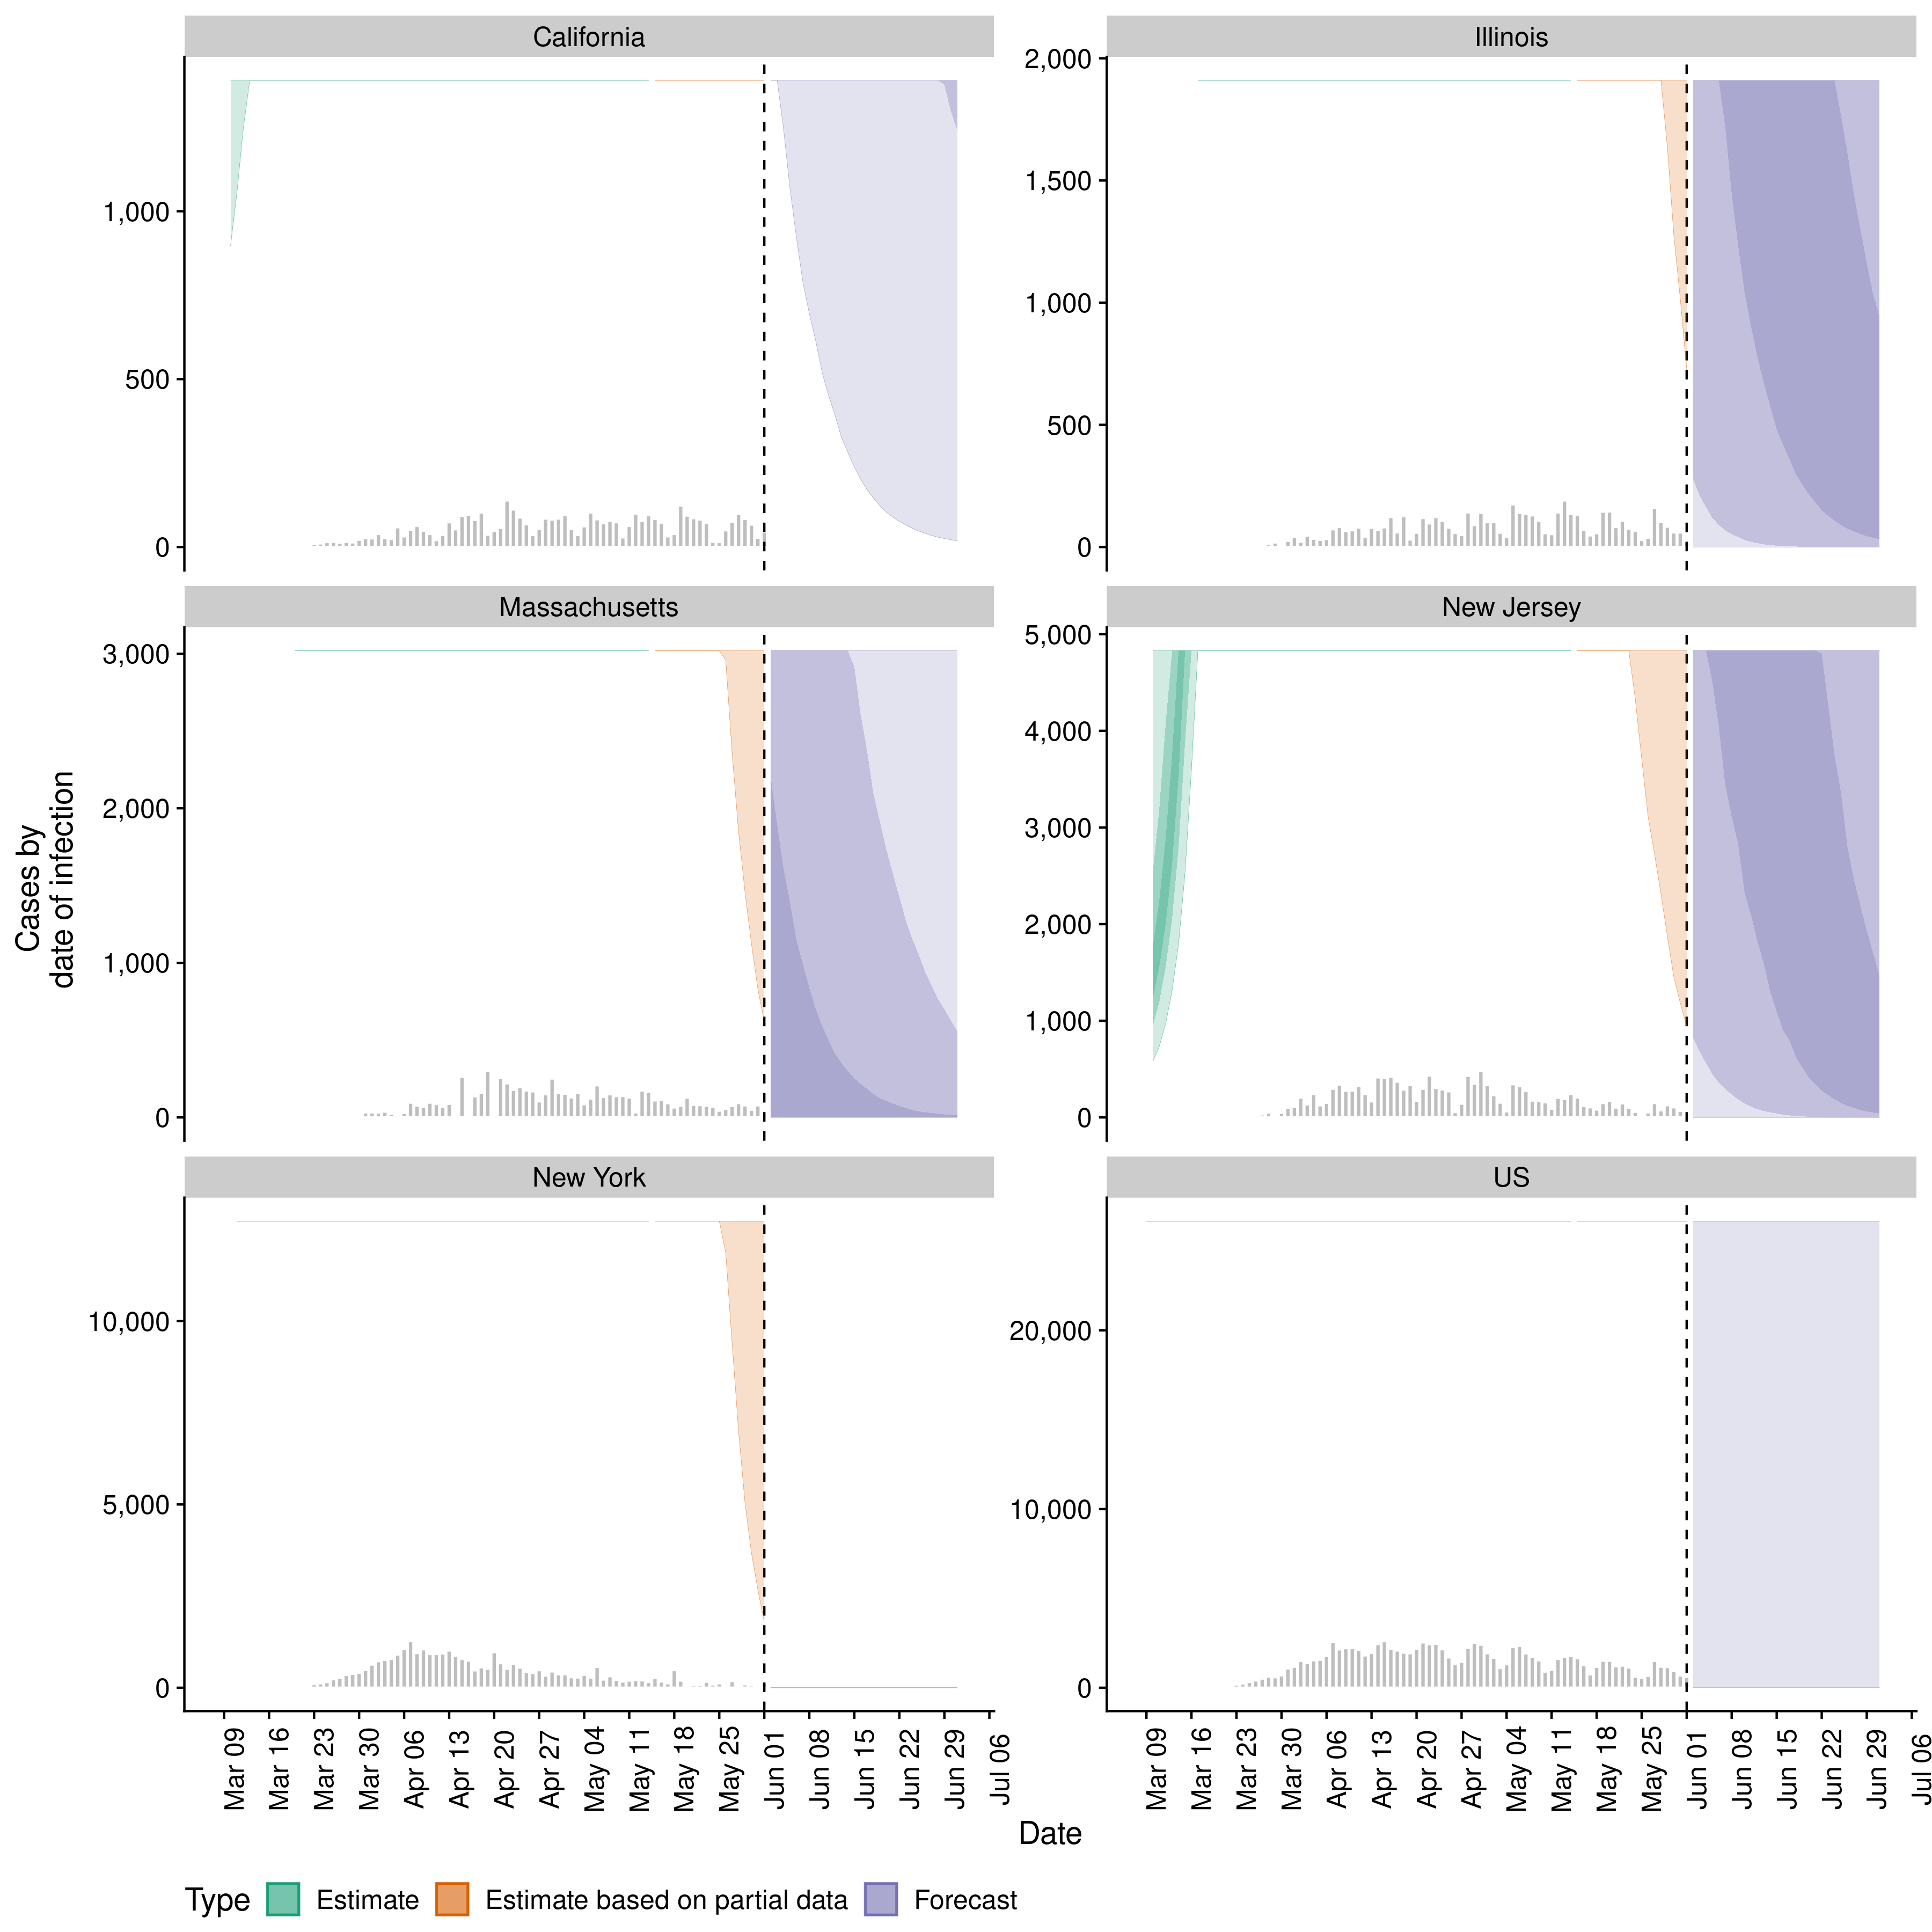 California
Illinois
1,000
500
0
2,000
1,500
1,000
500
0
Massachusetts
New Jersey
3,000
2,000
1,000
0
5,000
4,000
3,000
2,000
1,000
0
Cases by
date of infection
New York
US
10,000
5,000
0
20,000
10,000
0
Mar 09
Mar 16
Mar 23
Mar 30
Apr 06
Apr 13
Apr 20
Apr 27
May 04
May 11
May 18
May 25
Jun 01
Jun 08
Jun 15
Jun 22
Jun 29
Jul 06
Mar 09
Mar 16
Mar 23
Mar 30
Apr 06
Apr 13
Apr 20
Apr 27
May 04
May 11
May 18
May 25
Jun 01
Jun 08
Jun 15
Jun 22
Jun 29
Jul 06
Date
Type Estimate Estimate based on partial data Forecast